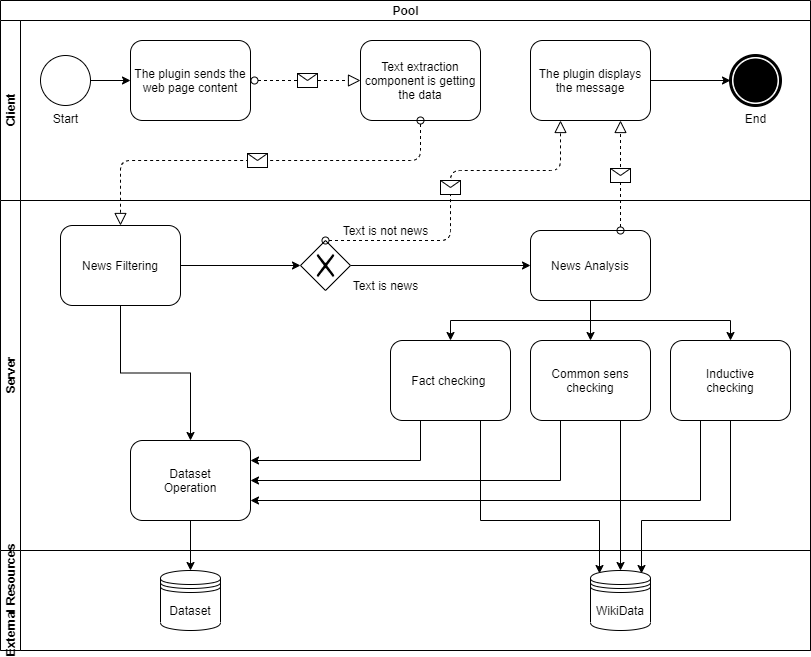 Pool
Client
The plugin sends the
web page content
Text extraction
component is getting
the data
The plugin displays
the message
Start
End
Server
News Filtering
Text is not news
Text is news
News Analysis
Fact checking
Common sens
checking
Inductive
checking
Dataset
Operation
External Resources
Dataset
WikiData